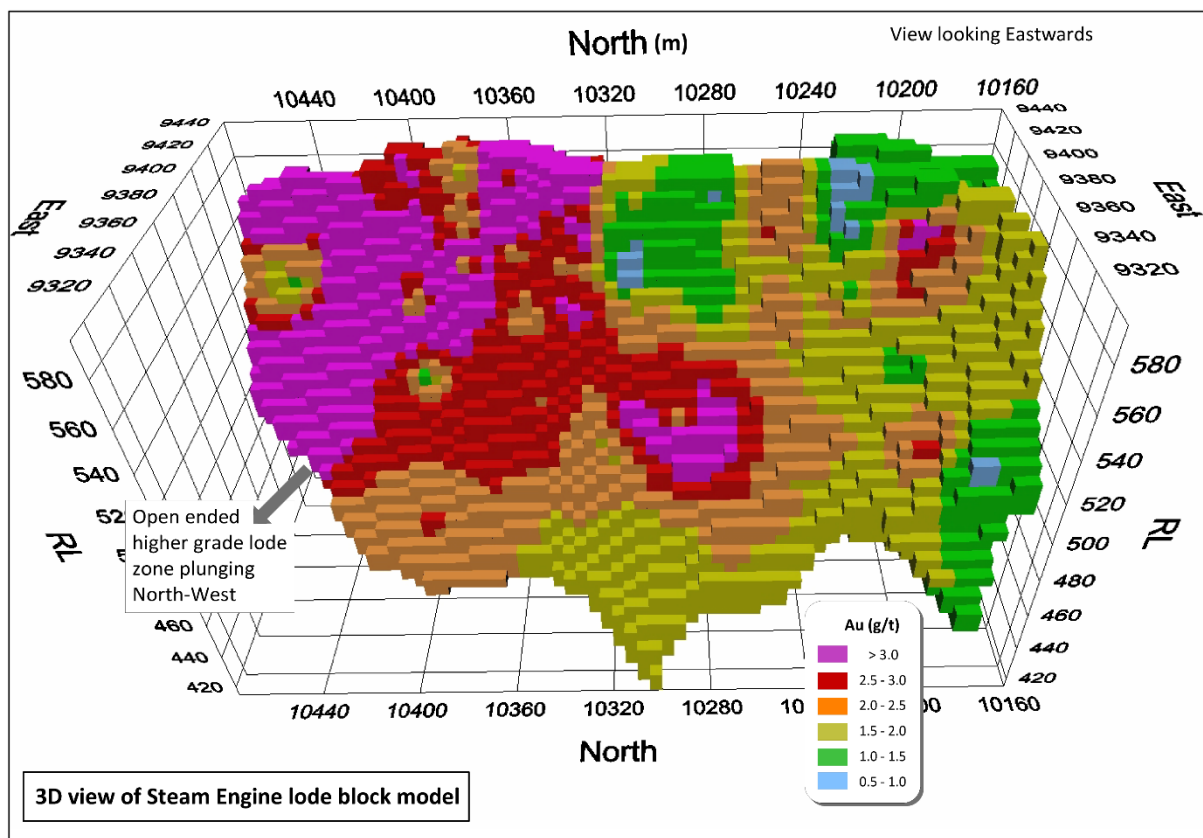 North (m)
View looking Eastwards
10440 10400 10360 10320 10280 10240 10200 10160
9440
9420
9400
9380
9360
9340
9320
East
9440
9420
9400
9380
9360
9340
9320
East
580
560
540
RL
460
440
420
580
560
540
520
500
480
460
440
420
RL
Open ended
higher grade lode
zone plunging
North-West
10440 10400 10360 10320 10280 10160
North
Au (g/t)
> 3.0
2.5 - 3.0
2.0 - 2.5
1.5 - 2.0
1.0 - 1.5
0.5 - 1.0
3D view of Steam Engine lode block model